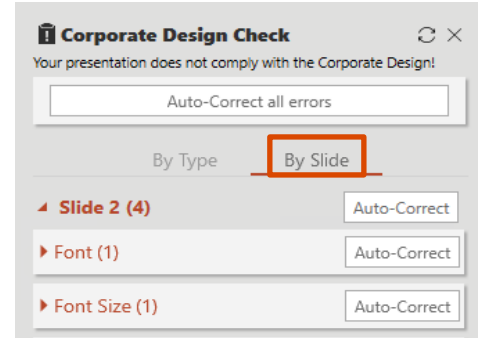 Corporate Design Check
Your presentation does not comply with the Corporate Design!
Auto-Correct all errors
By Type By Slide
Slide 2 (4) Auto-Correct
Font (1) Auto-Correct
Font Size (1) Auto-Correct